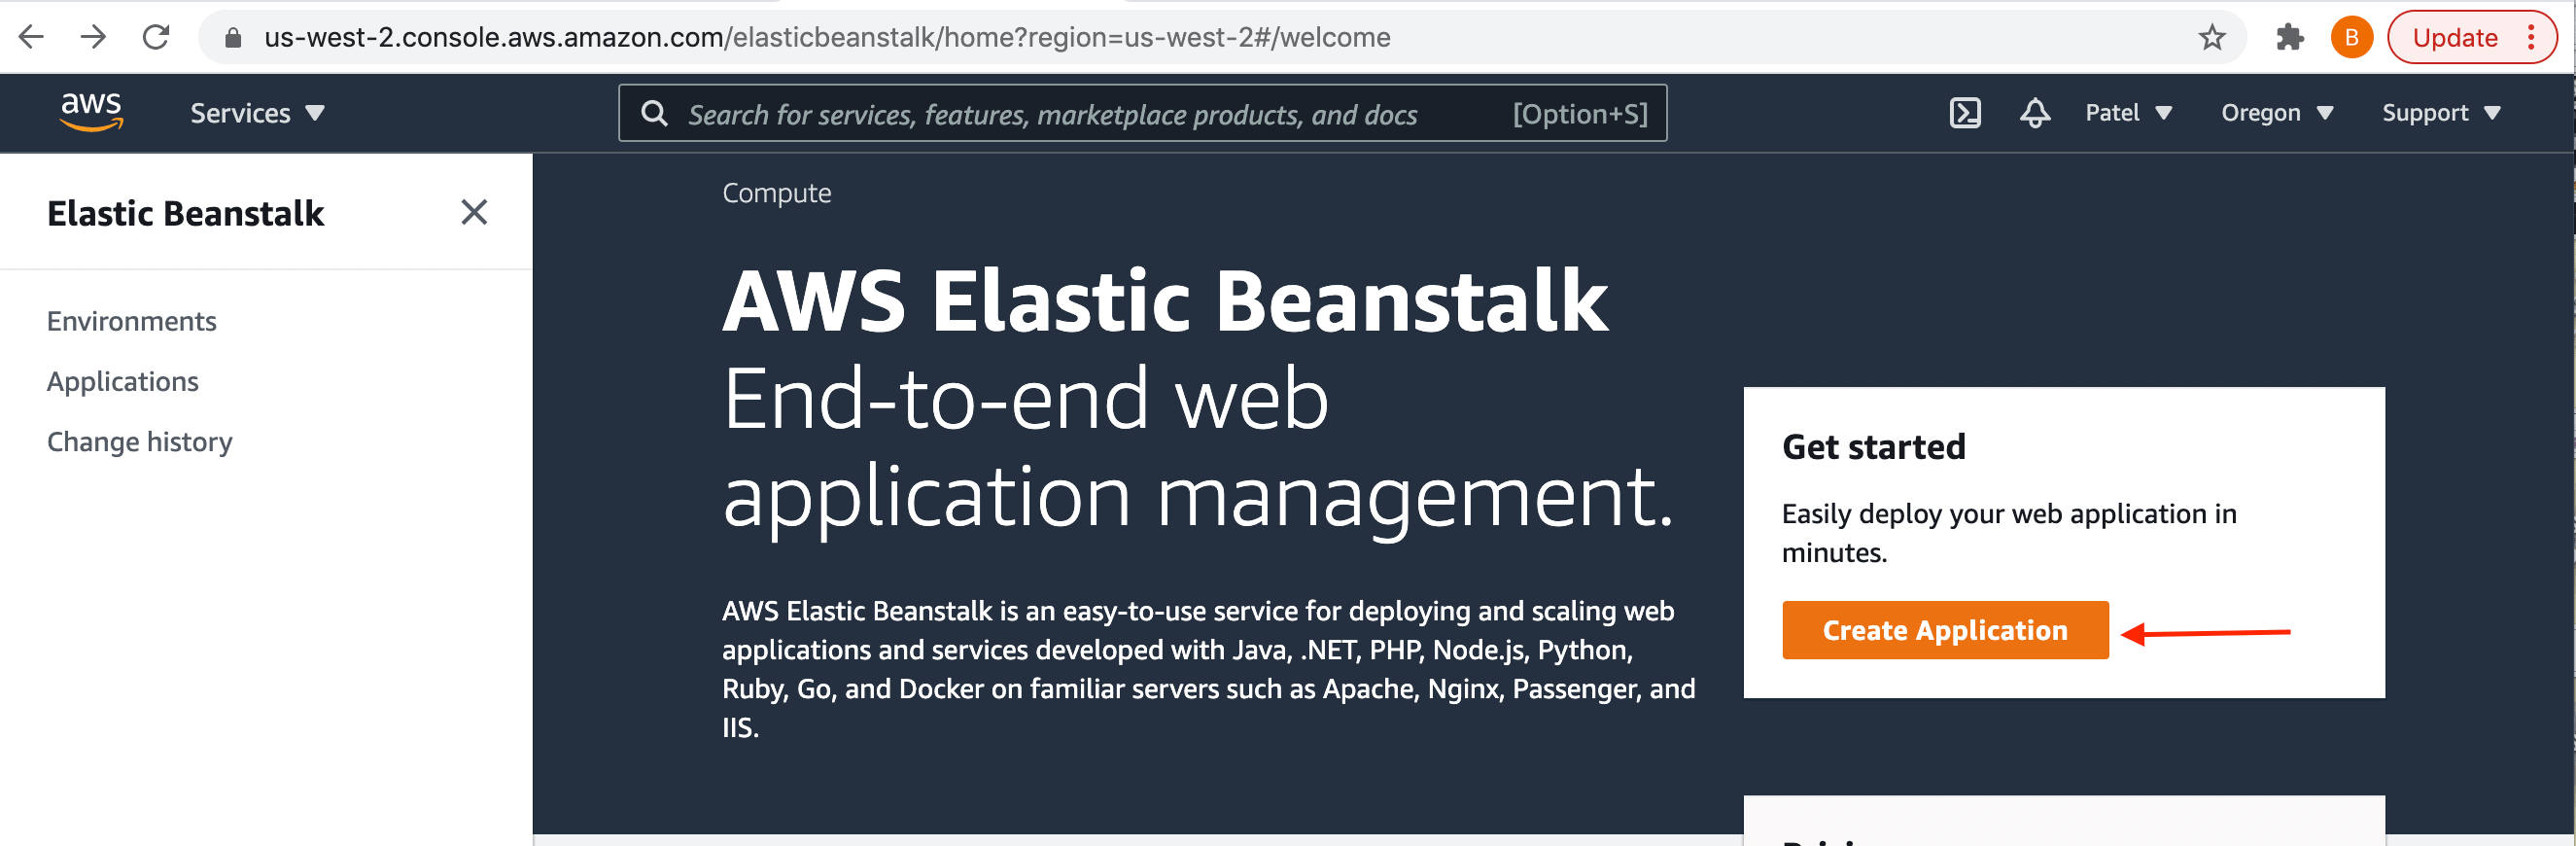 us-west-2.console.aws.amazon.com/elasticbeanstalk/home?region=us-west-2#/welcome
B
Update
aws
Services
Search for services, features, marketplace products, and docs
[Option+S]
Patel
Oregon
Support
Elastic Beanstalk
Environments
Applications
Change history
Compute
AWS Elastic Beanstalk
End-to-end web
application management.
AWS Elastic Beanstalk is an easy-to-use service for deploying and scaling web
applications and services developed with Java, .NET, PHP, Node.js, Python,
Ruby, Go, and Docker on familiar servers such as Apache, Nginx, Passenger, and
IIS.
Get started
Easily deploy your web application in
minutes.
Create Application